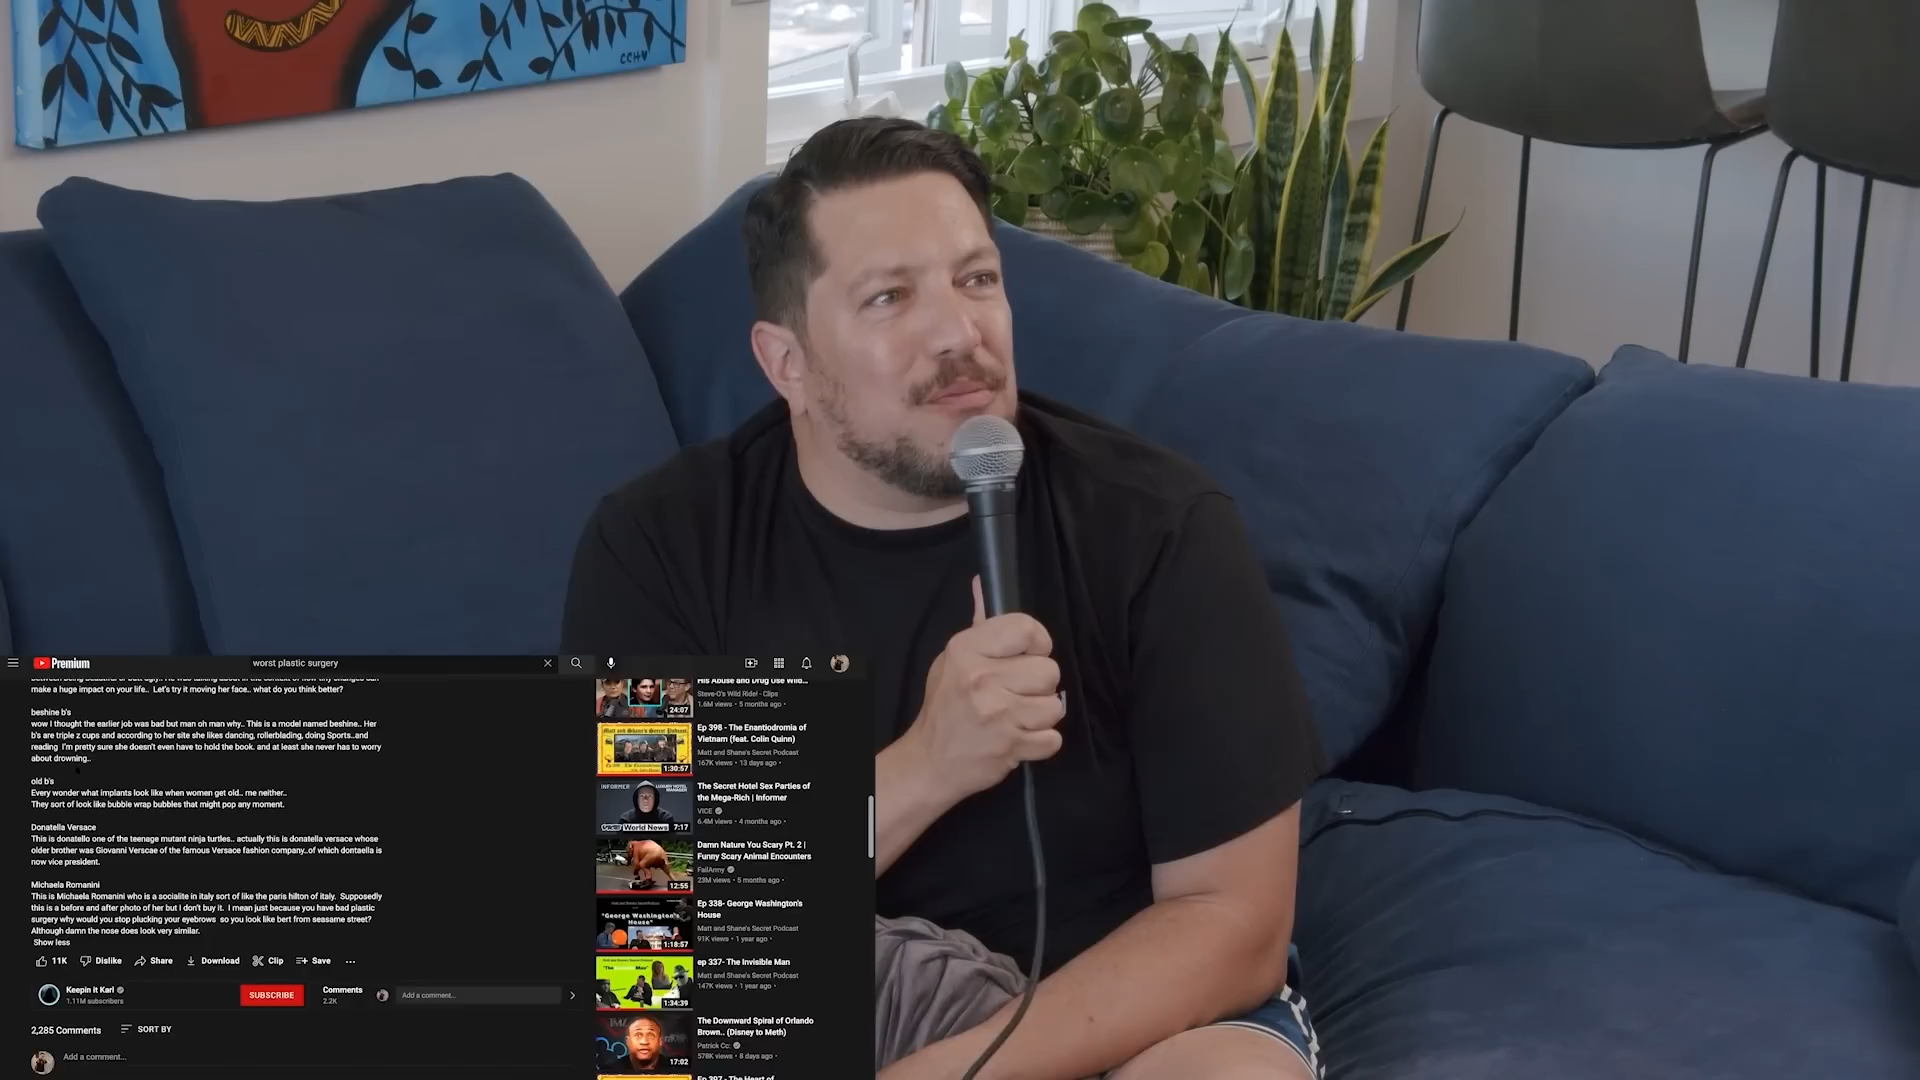 CCHV
Premium
worst plastic surgery
make a huge impact on your life.. Let's try it moving her face.. what do you think better?
beshine b's
wow I thought the earlier job was bad but man oh man why.. This is a model named beshine.. Her
b's are triple z cups and according to her site she likes dancing, rollerblading, doing Sports..and
reading I'm pretty sure she doesn't even have to hold the book. and at least she never has to worry
about drowning..
old b's
Every wonder what implants look like when women get old.. me neither..
They sort of look like bubble wrap bubbles that might pop any moment.
Donatella Versace
This is donatello one of the teenage mutant ninja turtles.. actually this is donatella versace whose
older brother was Giovanni Verscae of the famous Versace fashion company..of which dontaella is
now vice president.
Michaela Romanini
This is Michaela Romanini who is a socialite in italy sort of like the paris hilton of italy. Supposedly
this is a before and after photo of her but I don't buy it. I mean just because you have bad plastic
surgery why would you stop plucking your eyebrows so you look like bert from seasame street?
Although damn the nose does look very similar.
Show less
11K Dislike Share Download Clip Save ...
Keepin it Karl
1.11M subscribers
SUBSCRIBE
Comments
2.2K
Add a comment...
2,285 Comments SORT BY
Add a comment...
His Abuse and Drug Use Wild...
Steve-O's Wild Ride! - Clips
1.6M views • 5 months ago •
24:07
Ep 398 - The Enantiodromia of
Vietnam (feat. Colin Quinn)
Matt and Shane's Secret Podcast
167K views • 13 days ago •
1:30:57
The Secret Hotel Sex Parties of
the Mega-Rich | Informer
VICE
6.4M views • 4 months ago •
INFORMER
LUXURY HOTEL
MANAGER
VICE World News
7:17
Damn Nature You Scary Pt. 2 |
Funny Scary Animal Encounters
FailArmy
23M views • 5 months ago •
12:55
Ep 338- George Washington's
House
Matt and Shane's Secret Podcast
91K views • 1 year ago •
"George Washington's
House"
1:18:57
ep 337- The Invisible Man
Matt and Shane's Secret Podcast
147K views • 1 year ago •
1:34:39
The Downward Spiral of Orlando
Brown.. (Disney to Meth)
Patrick Cc:
578K views • 8 days ago •
17:02